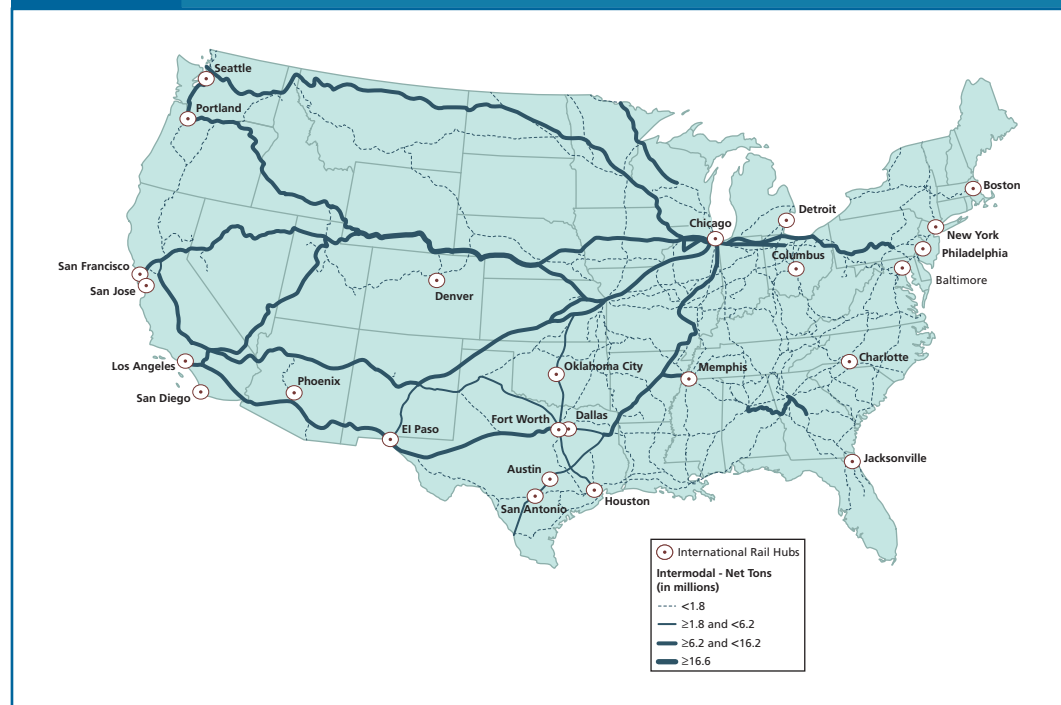 Seattle
Portland
Boston
Detroit
Chicago
New York
Philadelphia
Columbus
San Francisco
Baltimore
San Jose
Denver
Charlotte
Los Angeles
Oklahoma City
Memphis
Phoenix
San Diego
Fort Worth
Dallas
El Paso
Jacksonville
Austin
Houston
San Antonio
International Rail Hubs
Intermodal - Net Tons
(in millions)
<1.8
≥1.8 and <6.2
≥6.2 and <16.2
≥16.6